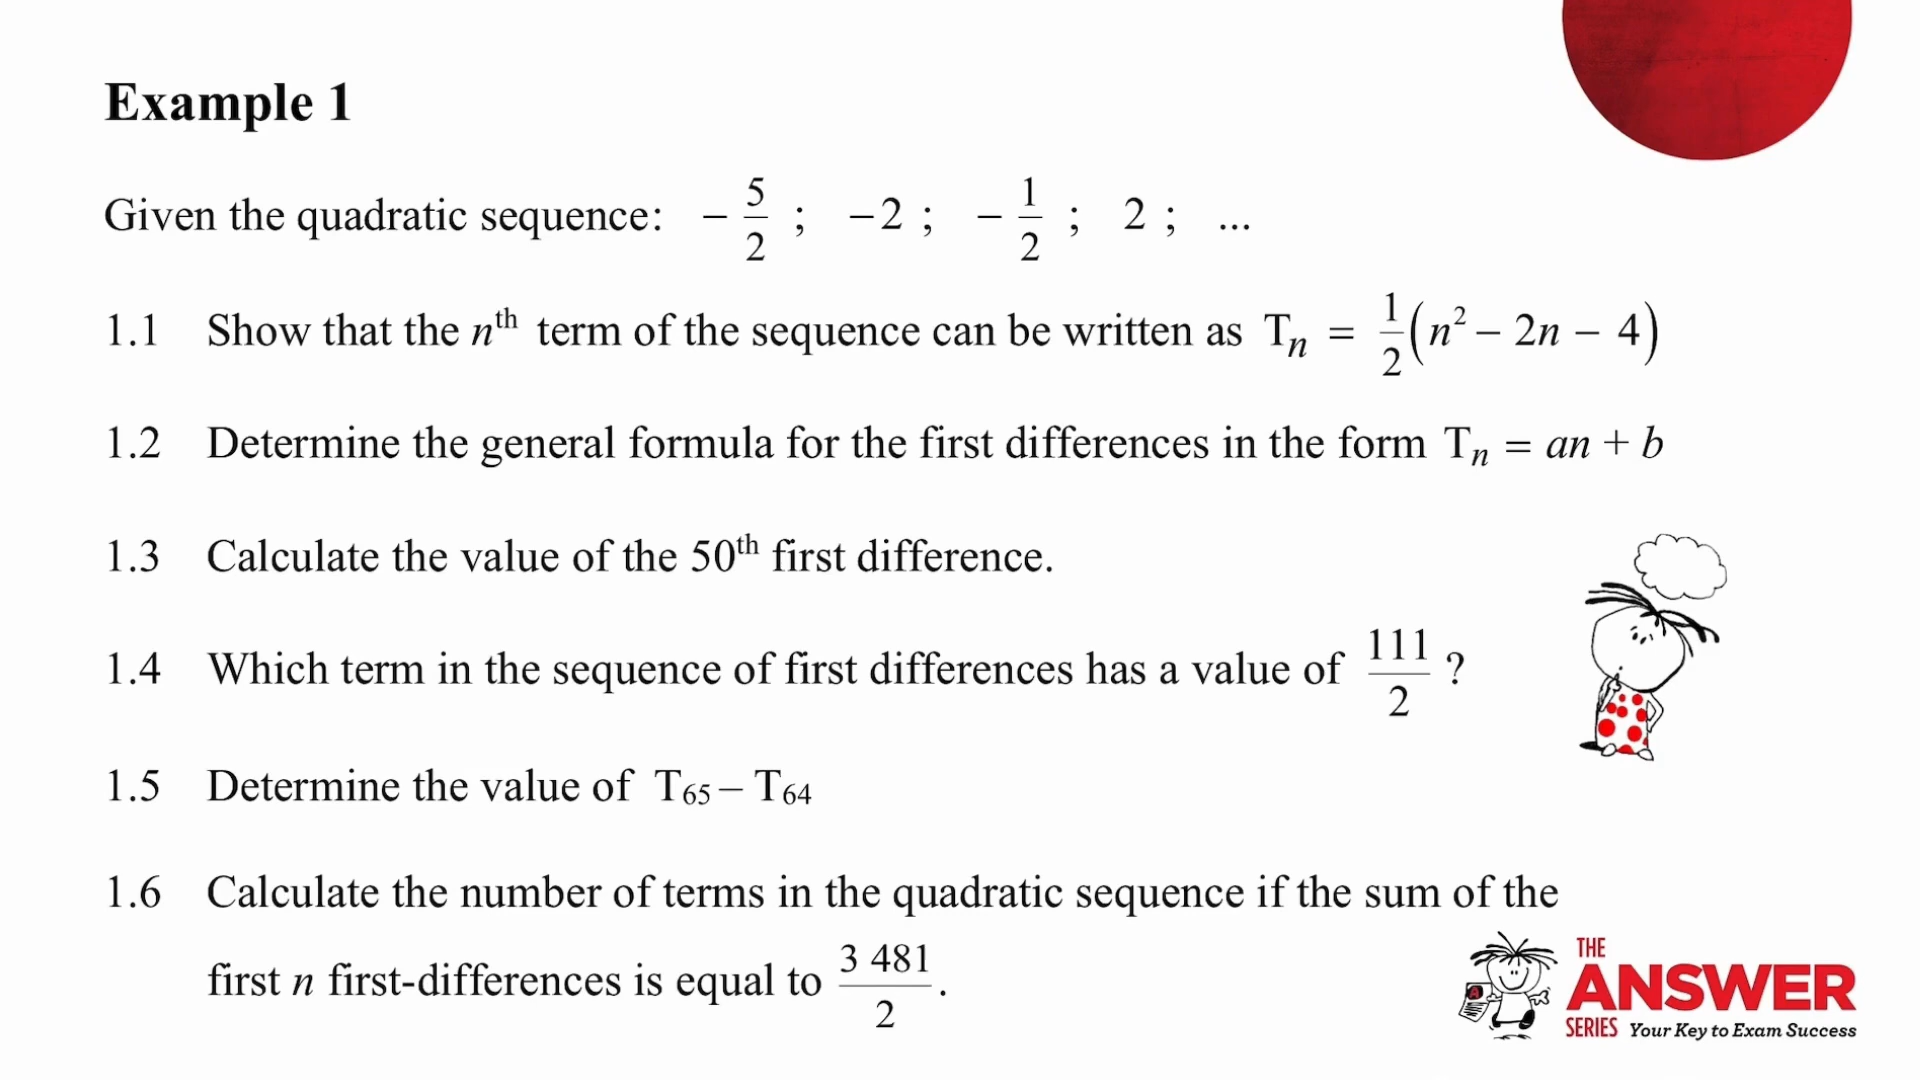 Example 1
Given the quadratic sequence: −5/2 ; −2 ; −1/2 ; 2 ; ...
1.1 Show that the nᵗʰ term of the sequence can be written as Tₙ = 1/2(n² − 2n − 4)
1.2 Determine the general formula for the first differences in the form Tₙ = an + b
1.3 Calculate the value of the 50ᵗʰ first difference.
1.4 Which term in the sequence of first differences has a value of 111/2 ?
1.5 Determine the value of T₆₅ − T₆₄
1.6 Calculate the number of terms in the quadratic sequence if the sum of the
first n first-differences is equal to 3 481/2 .
THE
ANSWER
SERIES Your Key to Exam Success